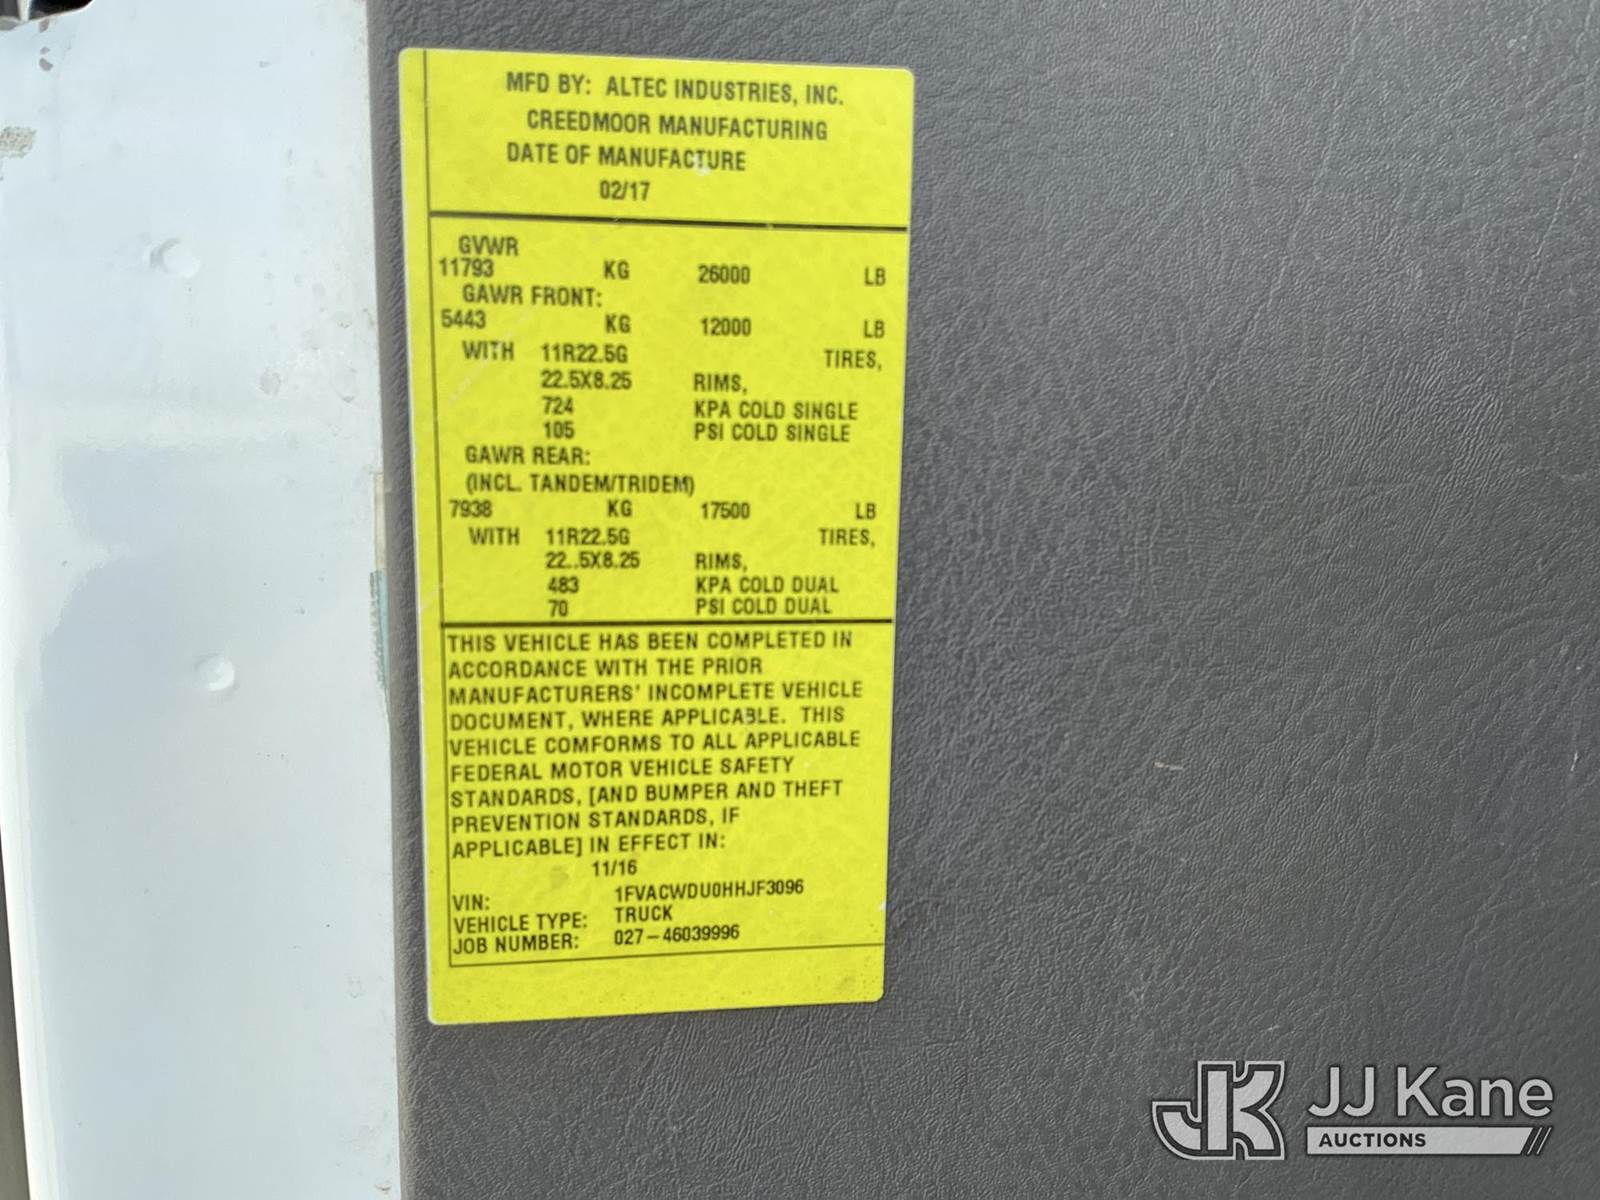 MFD BY: ALTEC INDUSTRIES, INC.
CREEDMOOR MANUFACTURING
DATE OF MANUFACTURE
02/17
GVWR
11793 KG 26000 LB
GAWR FRONT:
5443 KG 12000 LB
WITH 11R22.5G TIRES,
22.5X8.25 RIMS,
724 KPA COLD SINGLE
105 PSI COLD SINGLE
GAWR REAR:
(INCL. TANDEM/TRIDEM)
7938 KG 17500 LB
WITH 11R22.5G TIRES,
22..5X8.25 RIMS,
483 KPA COLD DUAL
70 PSI COLD DUAL
THIS VEHICLE HAS BEEN COMPLETED IN
ACCORDANCE WITH THE PRIOR
MANUFACTURERS' INCOMPLETE VEHICLE
DOCUMENT, WHERE APPLICABLE. THIS
VEHICLE COMFORMS TO ALL APPLICABLE
FEDERAL MOTOR VEHICLE SAFETY
STANDARDS, [AND BUMPER AND THEFT
PREVENTION STANDARDS, IF
APPLICABLE] IN EFFECT IN:
11/16
VIN: 1FVACWDU0HHJF3096
VEHICLE TYPE: TRUCK
JOB NUMBER: 027-46039996
JK JJ Kane
AUCTIONS